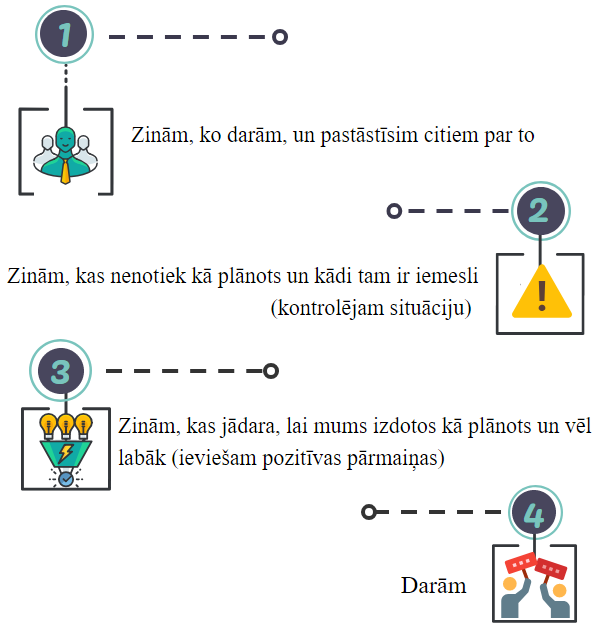 1
Zinām, ko darām, un pastāstīsim citiem par to
2
Zinām, kas nenotiek kā plānots un kādi tam ir iemesli
(kontrolējam situāciju)
3
Zinām, kas jādara, lai mums izdotos kā plānots un vēl
labāk (ieviešam pozitīvas pārmaiņas)
4
Darām